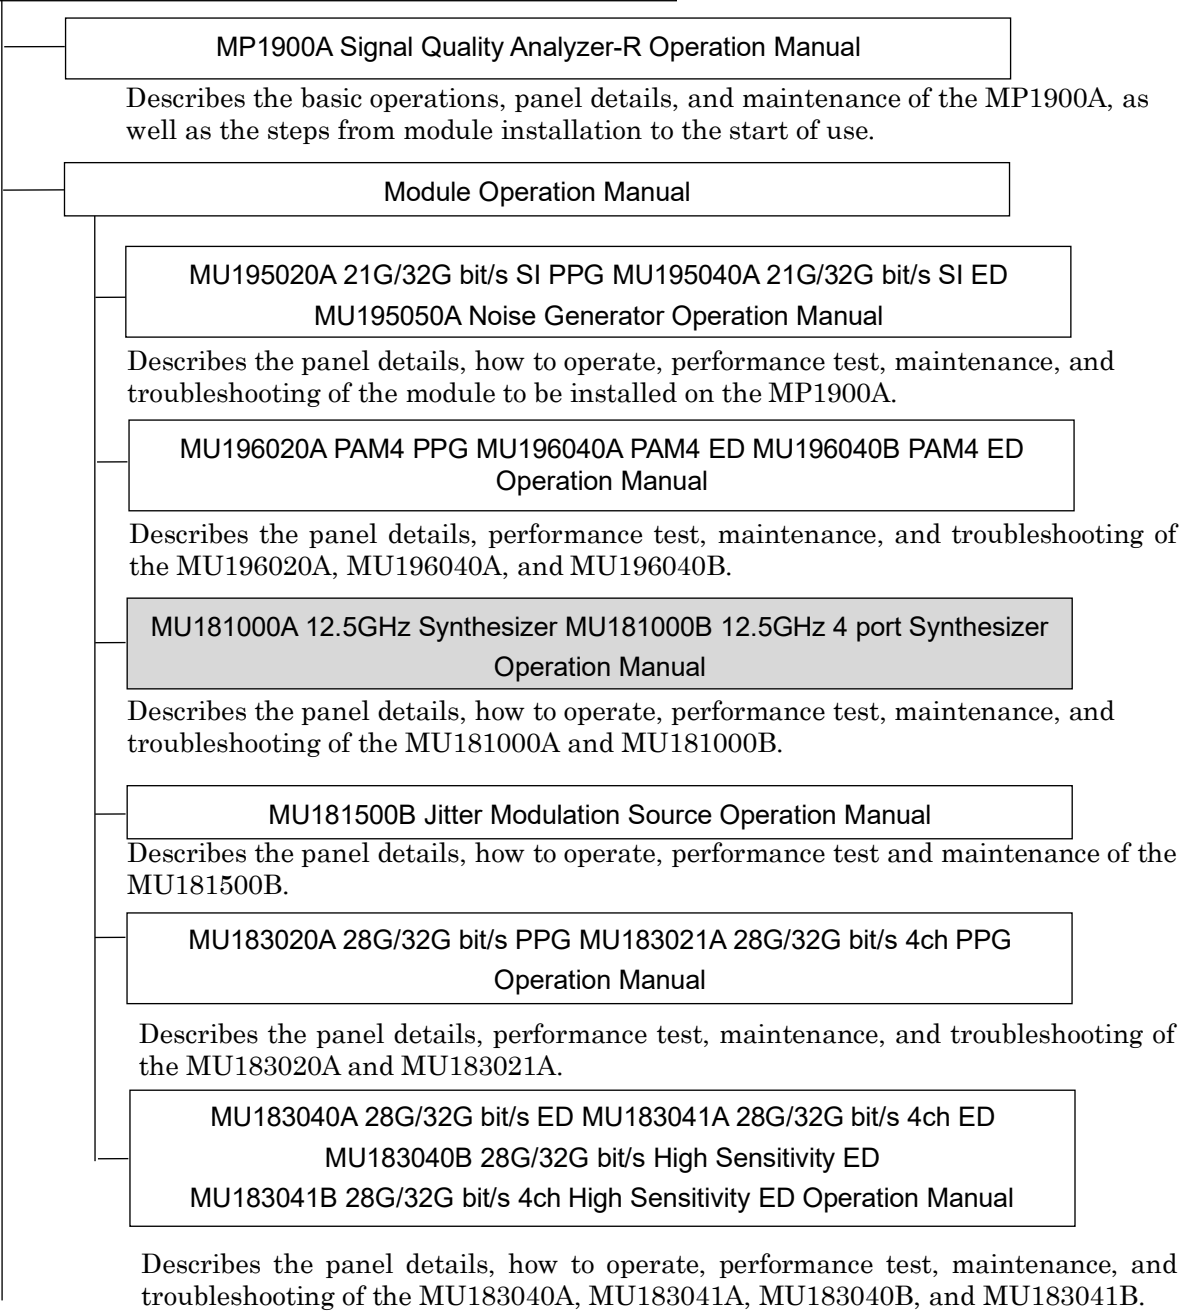 MP1900A Signal Quality Analyzer-R Operation Manual
Describes the basic operations, panel details, and maintenance of the MP1900A, as
well as the steps from module installation to the start of use.
Module Operation Manual
MU195020A 21G/32G bit/s SI PPG MU195040A 21G/32G bit/s SI ED
MU195050A Noise Generator Operation Manual
Describes the panel details, how to operate, performance test, maintenance, and
troubleshooting of the module to be installed on the MP1900A.
MU196020A PAM4 PPG MU196040A PAM4 ED MU196040B PAM4 ED
Operation Manual
Describes the panel details, performance test, maintenance, and troubleshooting of
the MU196020A, MU196040A, and MU196040B.
MU181000A 12.5GHz Synthesizer MU181000B 12.5GHz 4 port Synthesizer
Operation Manual
Describes the panel details, how to operate, performance test, maintenance, and
troubleshooting of the MU181000A and MU181000B.
MU181500B Jitter Modulation Source Operation Manual
Describes the panel details, how to operate, performance test and maintenance of the
MU181500B.
MU183020A 28G/32G bit/s PPG MU183021A 28G/32G bit/s 4ch PPG
Operation Manual
Describes the panel details, performance test, maintenance, and troubleshooting of
the MU183020A and MU183021A.
MU183040A 28G/32G bit/s ED MU183041A 28G/32G bit/s 4ch ED
MU183040B 28G/32G bit/s High Sensitivity ED
MU183041B 28G/32G bit/s 4ch High Sensitivity ED Operation Manual
Describes the panel details, how to operate, performance test, maintenance, and
troubleshooting of the MU183040A, MU183041A, MU183040B, and MU183041B.